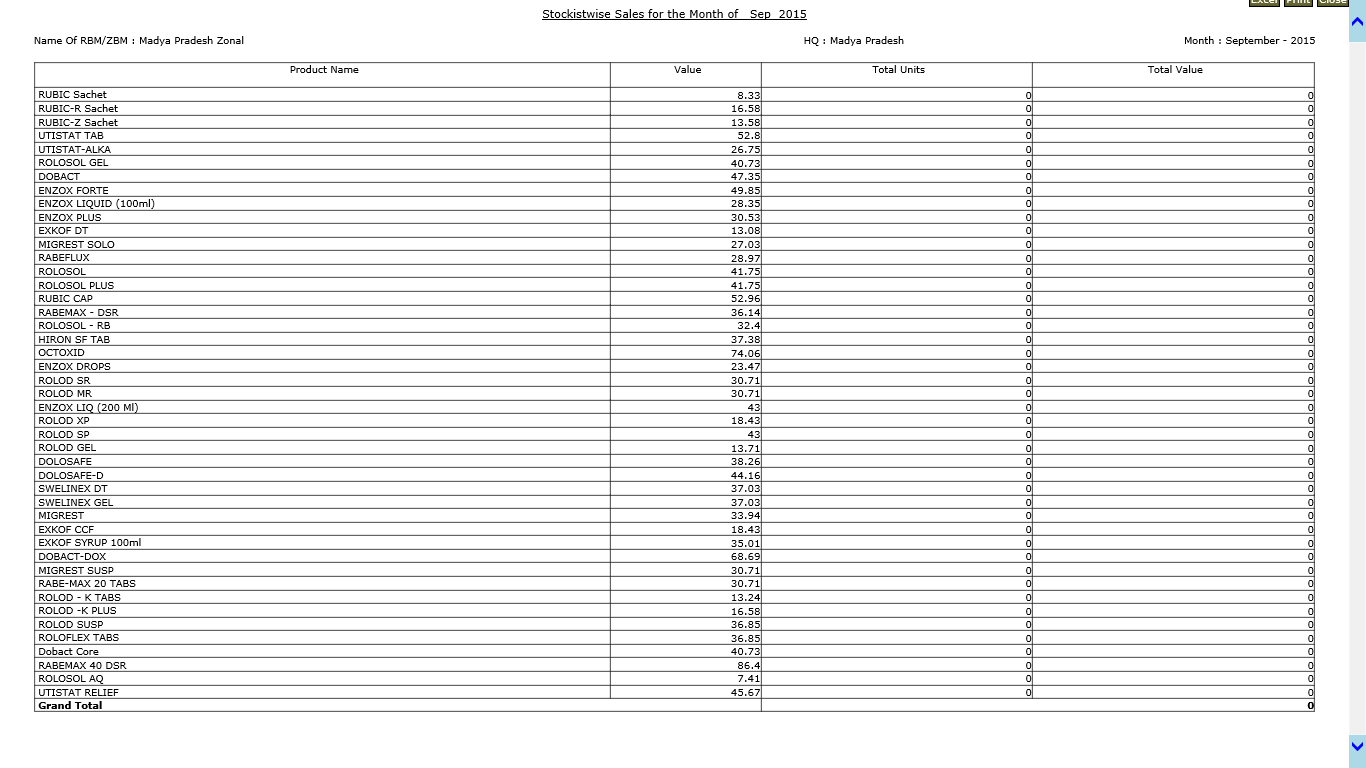 Excel Print Close
Stockistwise Sales for the Month of Sep 2015
Name Of RBM/ZBM : Madya Pradesh Zonal HQ : Madya Pradesh Month : September - 2015
Product Name Value Total Units Total Value
RUBIC Sachet 8.33 0 0
RUBIC-R Sachet 16.58 0 0
RUBIC-Z Sachet 13.58 0 0
UTISTAT TAB 52.8 0 0
UTISTAT-ALKA 26.75 0 0
ROLOSOL GEL 40.73 0 0
DOBACT 47.35 0 0
ENZOX FORTE 49.85 0 0
ENZOX LIQUID (100ml) 28.35 0 0
ENZOX PLUS 30.53 0 0
EXKOF DT 13.08 0 0
MIGREST SOLO 27.03 0 0
RABEFLUX 28.97 0 0
ROLOSOL 41.75 0 0
ROLOSOL PLUS 41.75 0 0
RUBIC CAP 52.96 0 0
RABEMAX - DSR 36.14 0 0
ROLOSOL - RB 32.4 0 0
HIRON SF TAB 37.38 0 0
OCTOXID 74.06 0 0
ENZOX DROPS 23.47 0 0
ROLOD SR 30.71 0 0
ROLOD MR 30.71 0 0
ENZOX LIQ (200 Ml) 43 0 0
ROLOD XP 18.43 0 0
ROLOD SP 43 0 0
ROLOD GEL 13.71 0 0
DOLOSAFE 38.26 0 0
DOLOSAFE-D 44.16 0 0
SWELINEX DT 37.03 0 0
SWELINEX GEL 37.03 0 0
MIGREST 33.94 0 0
EXKOF CCF 18.43 0 0
EXKOF SYRUP 100ml 35.01 0 0
DOBACT-DOX 68.69 0 0
MIGREST SUSP 30.71 0 0
RABE-MAX 20 TABS 30.71 0 0
ROLOD - K TABS 13.24 0 0
ROLOD -K PLUS 16.58 0 0
ROLOD SUSP 36.85 0 0
ROLOFLEX TABS 36.85 0 0
Dobact Core 40.73 0 0
RABEMAX 40 DSR 86.4 0 0
ROLOSOL AQ 7.41 0 0
UTISTAT RELIEF 45.67 0 0
Grand Total 0